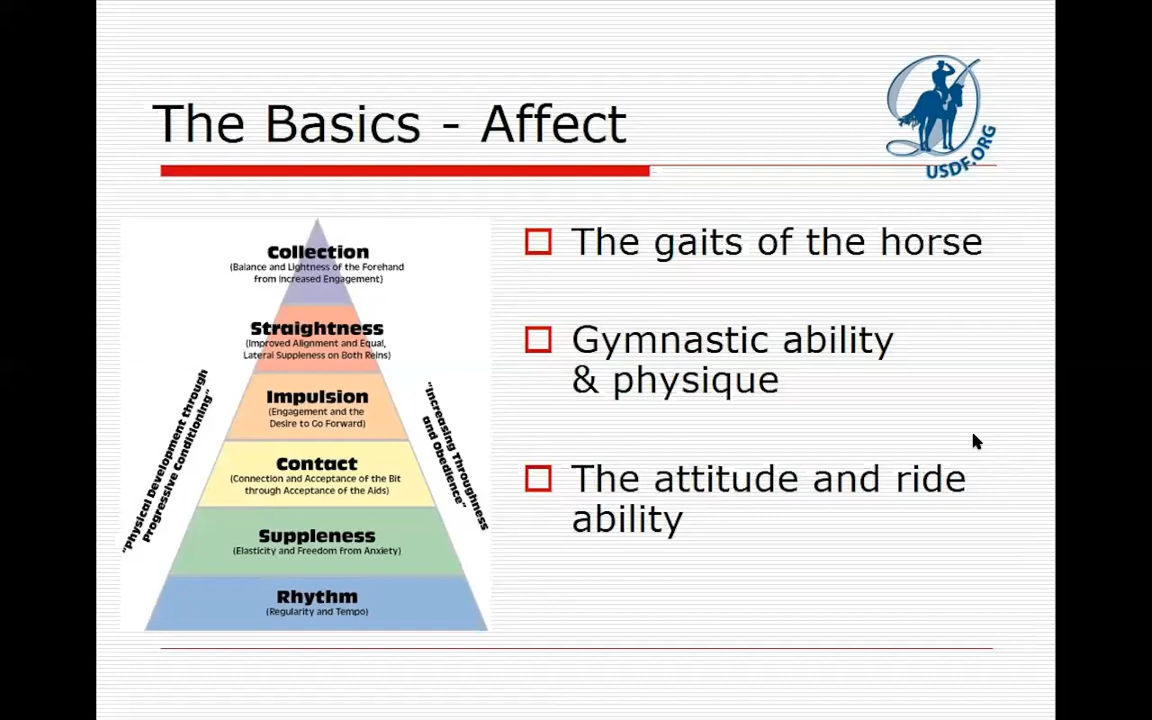 The Basics - Affect
USDF.ORG
Collection
(Balance and Lightness of the Forehand
from Increased Engagement)
Straightness
(Improved Alignment and Equal,
Lateral Suppleness on Both Reins)
Impulsion
(Engagement and the
Desire to Go Forward)
Contact
(Connection and Acceptance of the Bit
through Acceptance of the Aids)
Suppleness
(Elasticity and Freedom from Anxiety)
Rhythm
(Regularity and Tempo)
"Physical Development through
Progressive Conditioning"
"Increasing Throughness
and Obedience"
The gaits of the horse
Gymnastic ability
& physique
The attitude and ride
ability